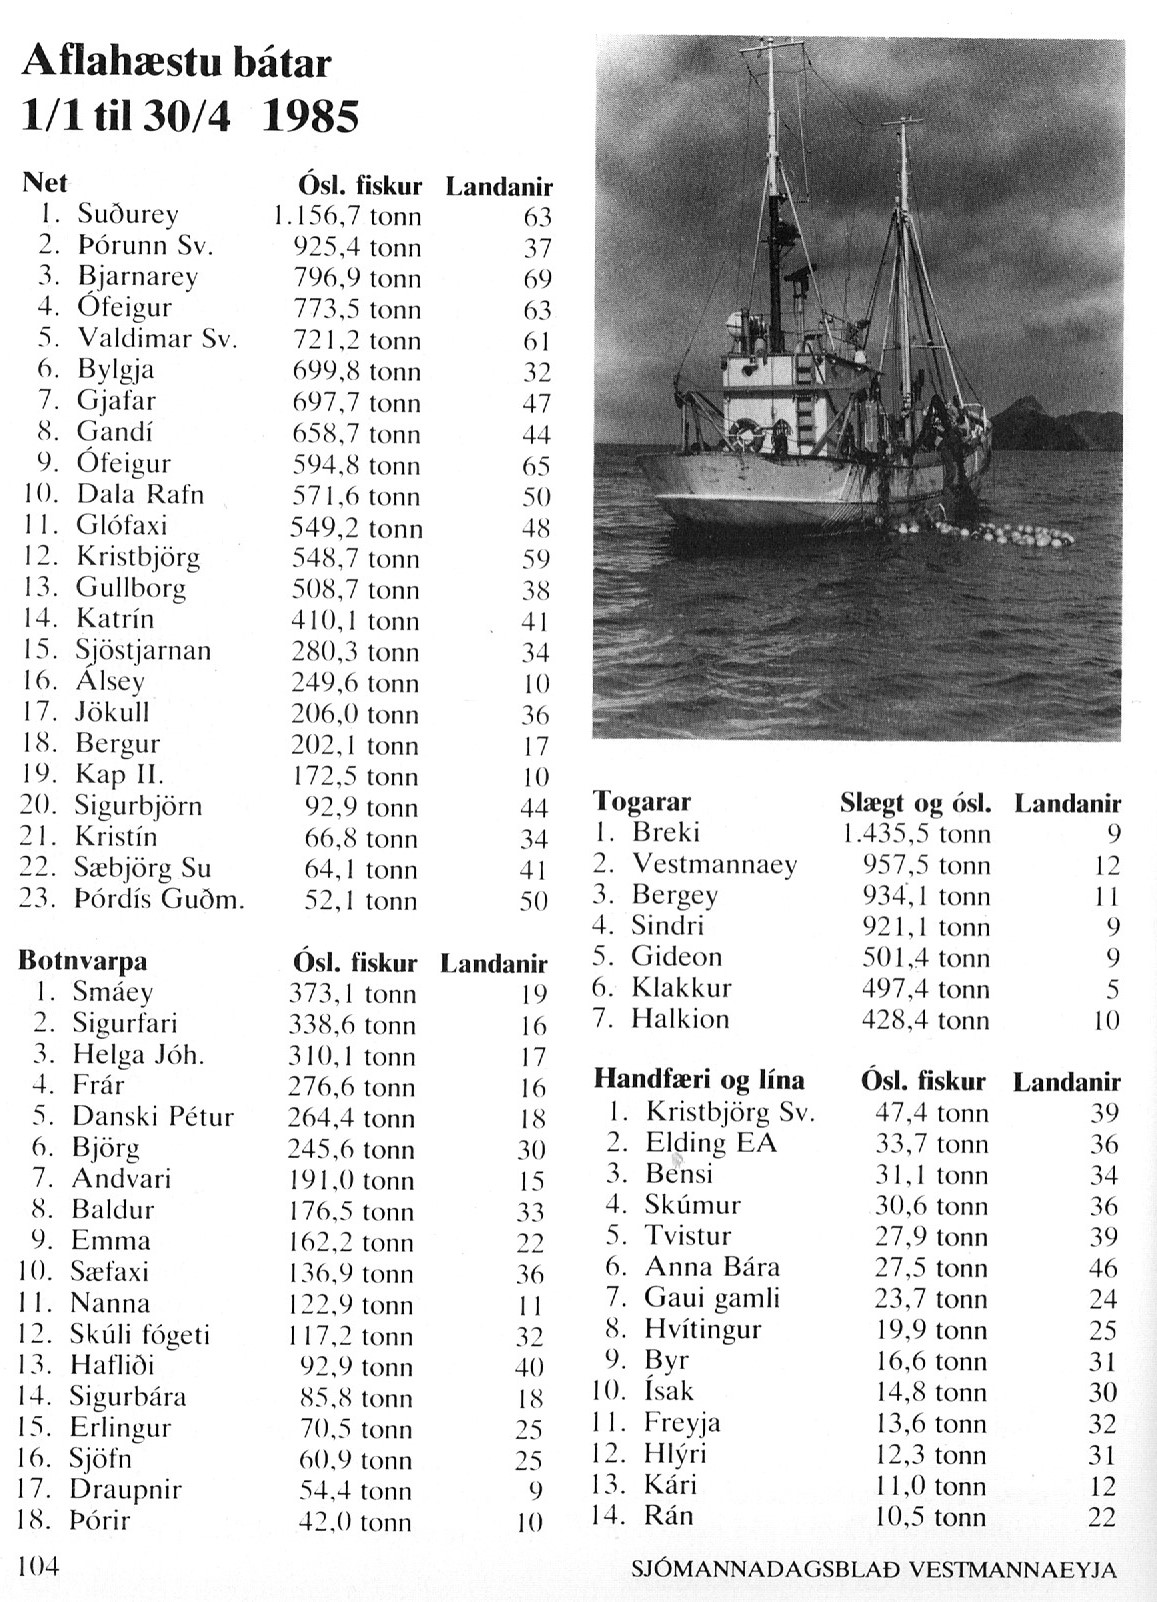 Aflahæstu bátar
1/1 til 30/4 1985
Net Ósl. fiskur Landanir
1. Suðurey 1.156,7 tonn 63
2. Þórunn Sv. 925,4 tonn 37
3. Bjarnarey 796,9 tonn 69
4. Ófeigur 773,5 tonn 63
5. Valdimar Sv. 721,2 tonn 61
6. Bylgja 699,8 tonn 32
7. Gjafar 697,7 tonn 47
8. Gandí 658,7 tonn 44
9. Ófeigur 594,8 tonn 65
10. Dala Rafn 571,6 tonn 50
11. Glófaxi 549,2 tonn 48
12. Kristbjörg 548,7 tonn 59
13. Gullborg 508,7 tonn 38
14. Katrín 410,1 tonn 41
15. Sjöstjarnan 280,3 tonn 34
16. Álsey 249,6 tonn 10
17. Jökull 206,0 tonn 36
18. Bergur 202,1 tonn 17
19. Kap II. 172,5 tonn 10
20. Sigurbjörn 92,9 tonn 44
21. Kristín 66,8 tonn 34
22. Sæbjörg Su 64,1 tonn 41
23. Þórdís Guðm. 52,1 tonn 50
Botnvarpa Ósl. fiskur Landanir
1. Smáey 373,1 tonn 19
2. Sigurfari 338,6 tonn 16
3. Helga Jóh. 310,1 tonn 17
4. Frár 276,6 tonn 16
5. Danski Pétur 264,4 tonn 18
6. Björg 245,6 tonn 30
7. Andvari 191,0 tonn 15
8. Baldur 176,5 tonn 33
9. Emma 162,2 tonn 22
10. Sæfaxi 136,9 tonn 36
11. Nanna 122,9 tonn 11
12. Skúli fógeti 117,2 tonn 32
13. Hafliði 92,9 tonn 40
14. Sigurbára 85,8 tonn 18
15. Erlingur 70,5 tonn 25
16. Sjöfn 60,9 tonn 25
17. Draupnir 54,4 tonn 9
18. Þórir 42,0 tonn 10
Togarar Slægt og ósl. Landanir
1. Breki 1.435,5 tonn 9
2. Vestmannaey 957,5 tonn 12
3. Bergey 934,1 tonn 11
4. Sindri 921,1 tonn 9
5. Gideon 501,4 tonn 9
6. Klakkur 497,4 tonn 5
7. Halkion 428,4 tonn 10
Handfæri og lína Ósl. fiskur Landanir
1. Kristbjörg Sv. 47,4 tonn 39
2. Elding EA 33,7 tonn 36
3. Bensi 31,1 tonn 34
4. Skúmur 30,6 tonn 36
5. Tvistur 27,9 tonn 39
6. Anna Bára 27,5 tonn 46
7. Gaui gamli 23,7 tonn 24
8. Hvítingur 19,9 tonn 25
9. Byr 16,6 tonn 31
10. Ísak 14,8 tonn 30
11. Freyja 13,6 tonn 32
12. Hlýri 12,3 tonn 31
13. Kári 11,0 tonn 12
14. Rán 10,5 tonn 22
104 SJÓMANNADAGSBLAÐ VESTMANNAEYJA